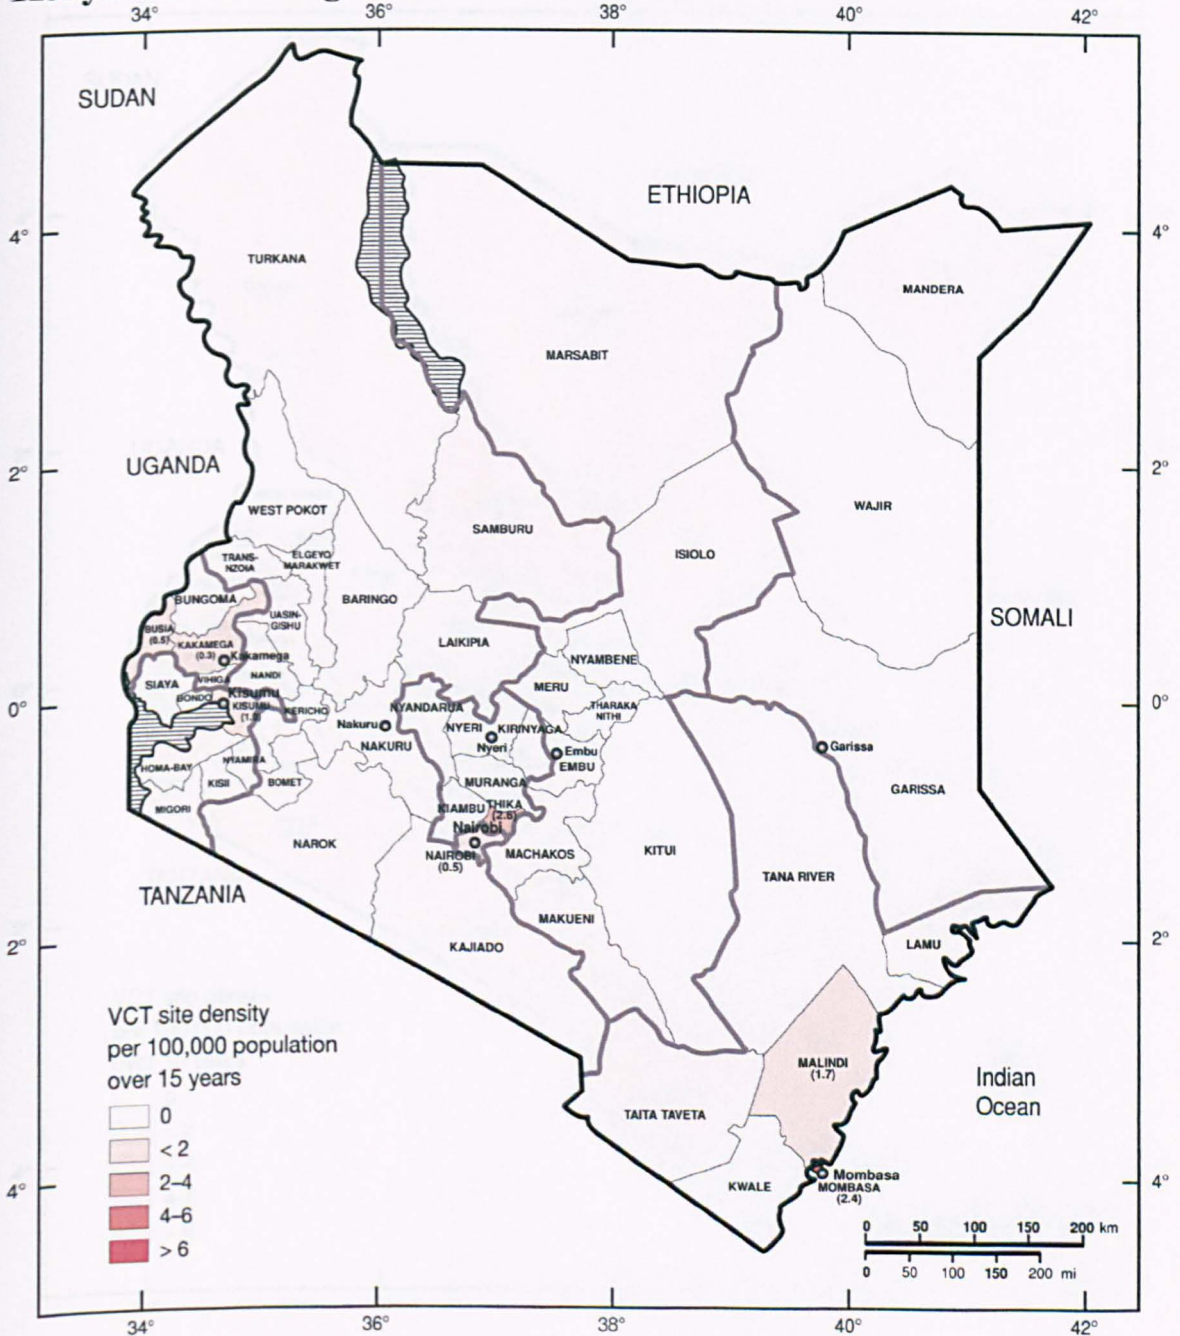 34°
36°
38°
40°
42°
SUDAN
ETHIOPIA
4°
4°
TURKANA
MANDERA
MARSABIT
UGANDA
2°
2°
WEST POKOT
SAMBURU
WAJIR
TRANS-
NZOIA
ELGEYO
MARAKWET
ISIOLO
BUNGOMA
BARINGO
UASIN-
GISHU
SOMALI
BUSIA
(0.5)
KAKAMEGA
(0.3)
Kakamega
LAIKIPIA
NYAMBENE
SIAYA
VIHIGA
NANDI
MERU
BONDO
Kisumu
KISUMU
0°
0°
KERICHO
NYANDARUA
THARAKA
NITHI
Nakuru
NAKURU
NYERI
Nyeri
KIRINYAGA
Embu
EMBU
Garissa
HOMA-BAY
NYAMIRA
KISII
BOMET
MURANGA
GARISSA
MIGORI
KIAMBU
THIKA
(2.6)
Nairobi
NAIROBI
(0.5)
NAROK
MACHAKOS
KITUI
TANA RIVER
TANZANIA
MAKUENI
KAJIADO
LAMU
2°
2°
VCT site density
per 100,000 population
over 15 years
0
< 2
2–4
4–6
> 6
MALINDI
(1.7)
Indian
Ocean
TAITA TAVETA
KWALE
Mombasa
MOMBASA
(2.4)
4°
4°
0 50 100 150 200 km
0 50 100 150 200 mi
34°
36°
38°
40°
42°